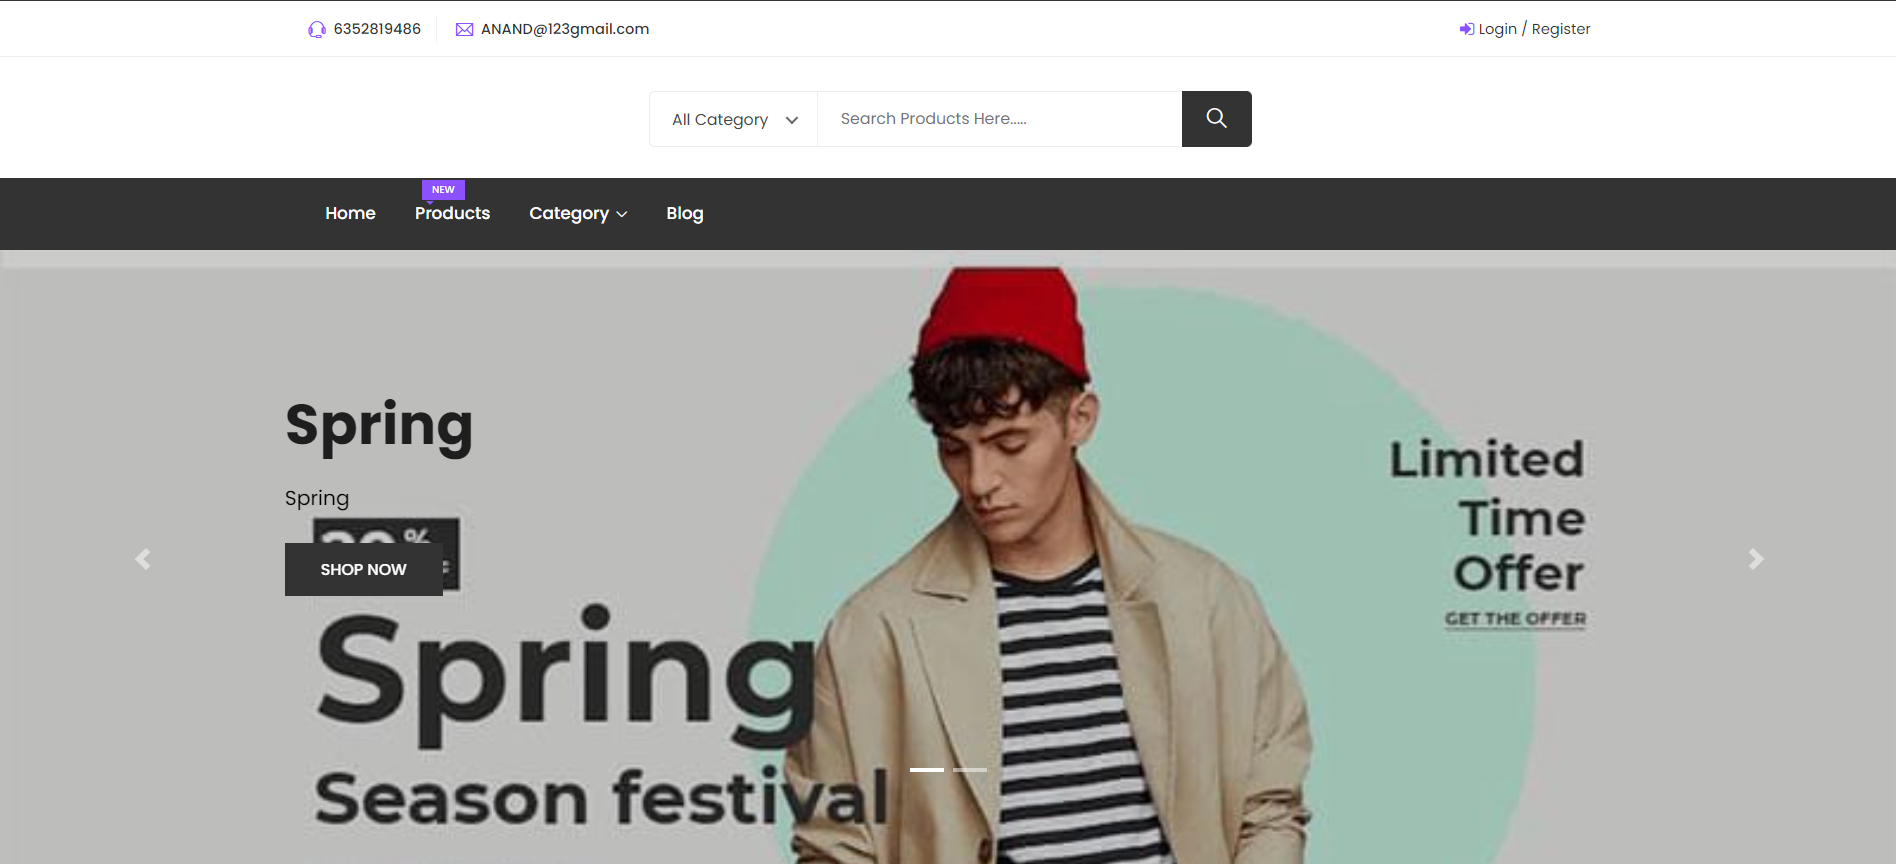 6352819486
ANAND@123gmail.com
Login / Register
All Category
Search Products Here.....
NEW
Home
Products
Category
Blog
Spring
Spring
%
SHOP NOW
Spring
Season festival
Limited
Time
Offer
GET THE OFFER